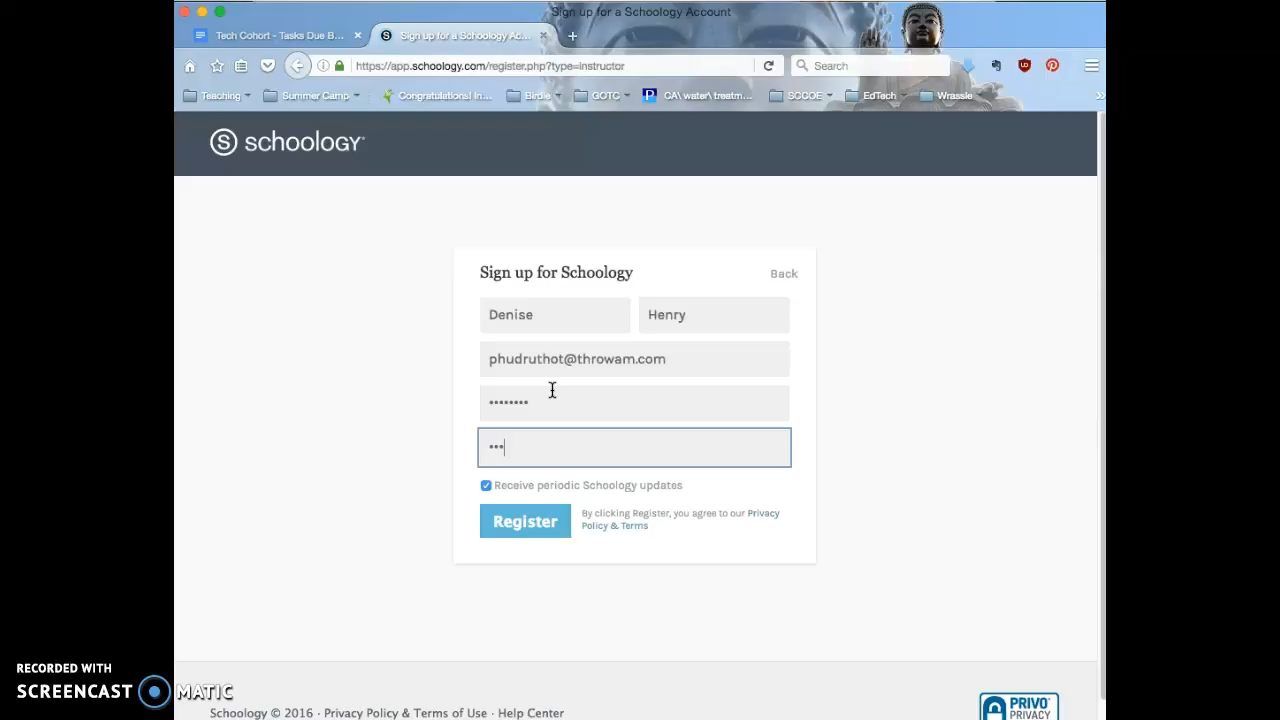 Sign up for a Schoology Account
Tech Cohort - Tasks Due B...
Sign up for a Schoology Ac...
https://app.schoology.com/register.php?type=instructor
Search
Teaching
Summer Camp
Congratulations! In...
Birdie
GOTC
CA\ water\ treatm...
SCCOE
EdTech
Wrassle
schoology
Sign up for Schoology
Back
Denise
Henry
phudruthot@throwam.com
••••••••
•••
Receive periodic Schoology updates
Register
By clicking Register, you agree to our Privacy
Policy & Terms
RECORDED WITH
SCREENCAST MATIC
Schoology © 2016 · Privacy Policy & Terms of Use · Help Center
PRIVO
PRIVACY